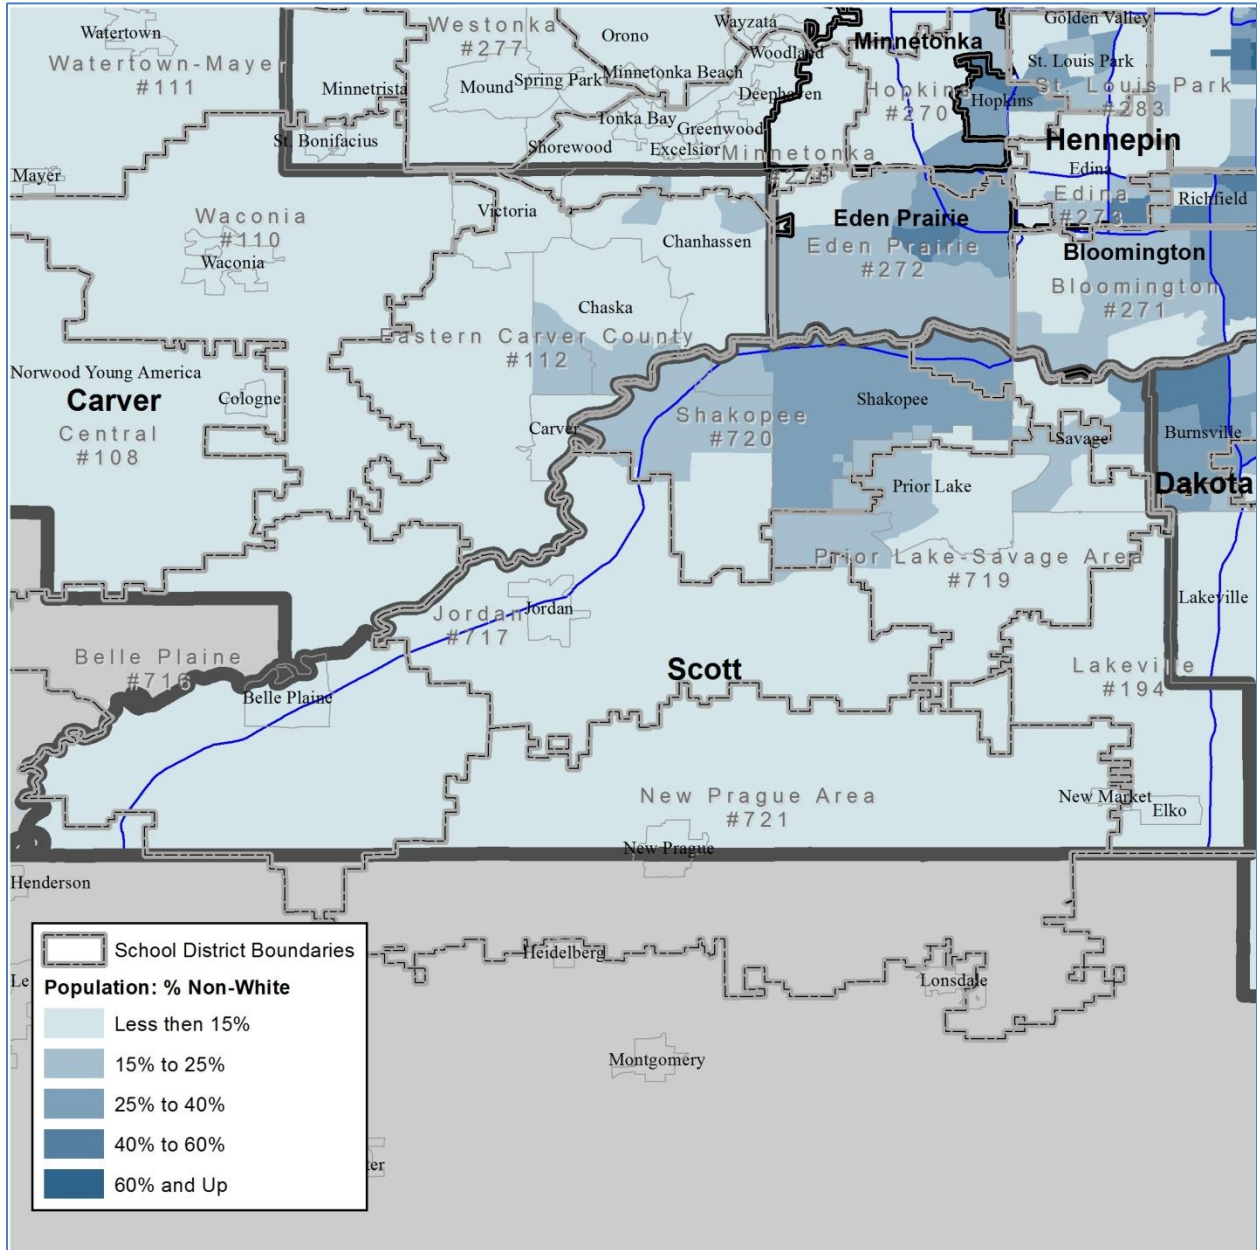 Watertown
Watertown-Mayer
#111
Westonka
#277
Orono
Wayzata
Woodland
Minnetonka
Golden Valley
St. Louis Park
St. Louis Park
#283
Minnetrista
Mound
Spring Park
Minnetonka Beach
Deephaven
Hopkins
#270
Hopkins
Tonka Bay
Greenwood
Excelsior
Shorewood
St. Bonifacius
Minnetonka
Hennepin
Edina
Edina
#273
Richfield
Mayer
Waconia
#110
Waconia
Victoria
Chanhassen
Eden Prairie
Eden Prairie
#272
Bloomington
Bloomington
#271
Chaska
Eastern Carver County
#112
Norwood Young America
Carver
Cologne
Central
#108
Carver
Shakopee
#720
Shakopee
Savage
Burnsville
Prior Lake
Dakota
Prior Lake-Savage Area
#719
Jordan
#717
Jordan
Lakeville
Belle Plaine
#716
Belle Plaine
Scott
Lakeville
#194
New Prague Area
#721
New Market
Elko
New Prague
Henderson
Heidelberg
Lonsdale
Montgomery
Le
ter
School District Boundaries
Population: % Non-White
Less then 15%
15% to 25%
25% to 40%
40% to 60%
60% and Up